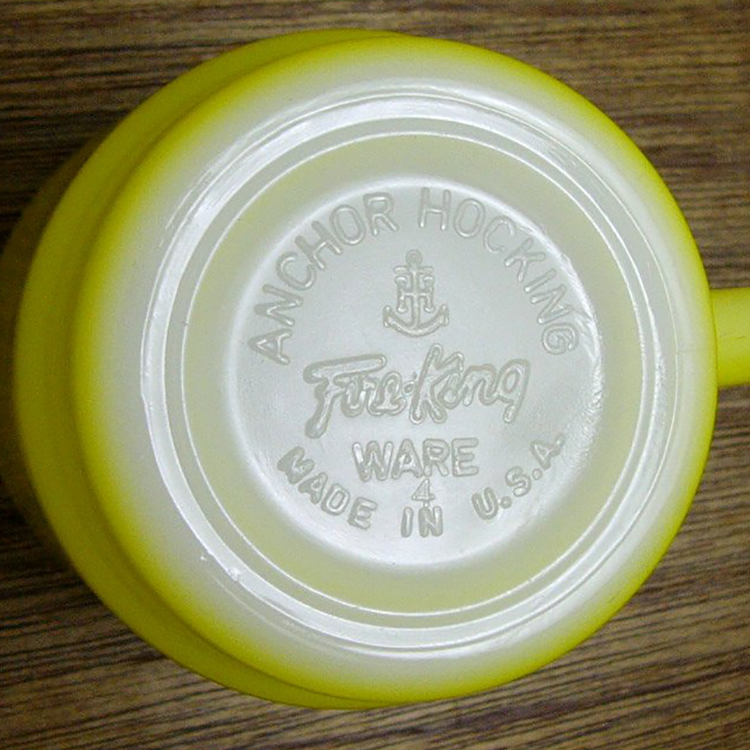 ANCHOR HOCKING
H
Fire-King
WARE
4
MADE IN U.S.A.